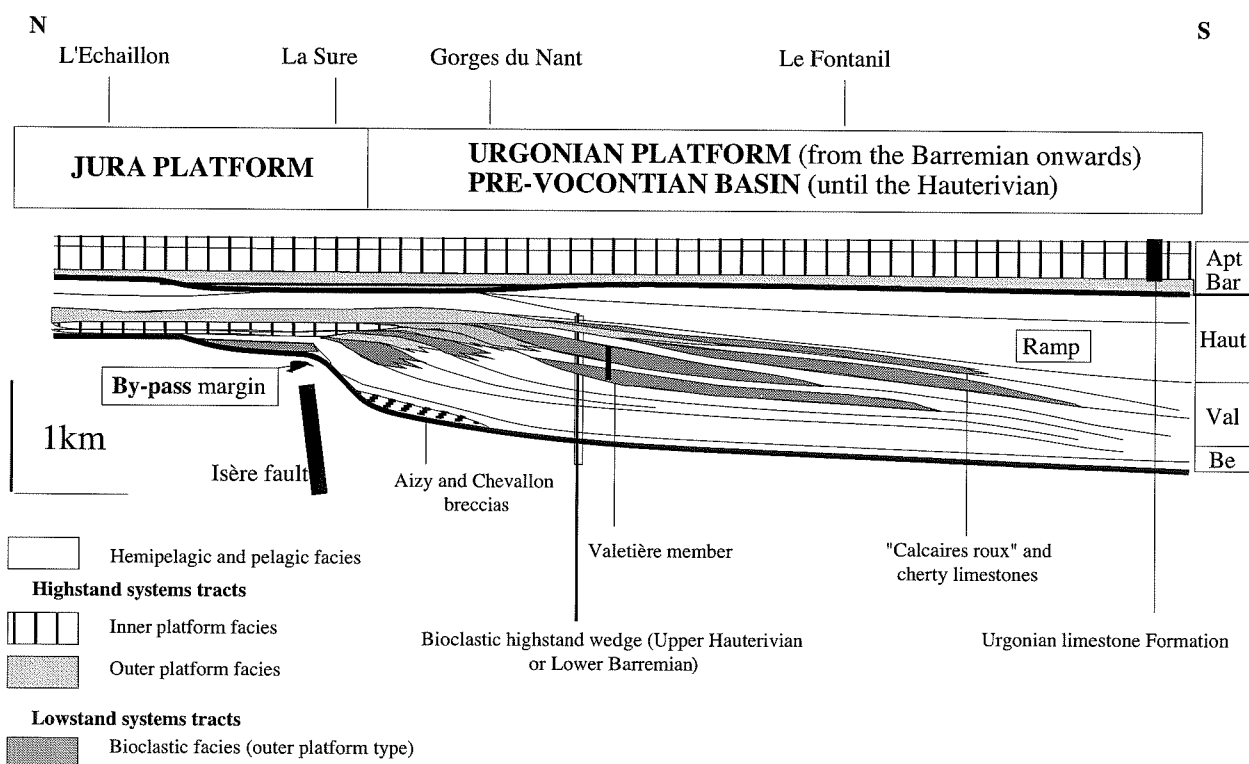 N
S
L'Echaillon
La Sure
Gorges du Nant
Le Fontanil
JURA PLATFORM
URGONIAN PLATFORM (from the Barremian onwards)
PRE-VOCONTIAN BASIN (until the Hauterivian)
Apt
Bar
Haut
Ramp
By-pass margin
Val
1km
Be
Isère fault
Aizy and Chevallon
breccias
Valetière member
"Calcaires roux" and
cherty limestones
Hemipelagic and pelagic facies
Highstand systems tracts
Inner platform facies
Bioclastic highstand wedge (Upper Hauterivian
or Lower Barremian)
Urgonian limestone Formation
Outer platform facies
Lowstand systems tracts
Bioclastic facies (outer platform type)